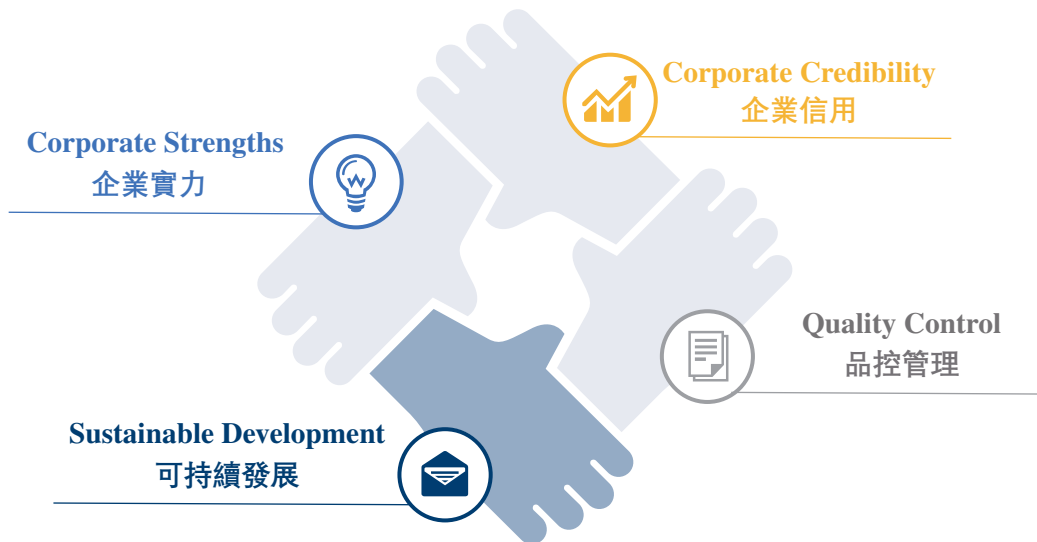 Corporate Credibility
企業信用
Corporate Strengths
企業實力
Quality Control
品控管理
Sustainable Development
可持續發展